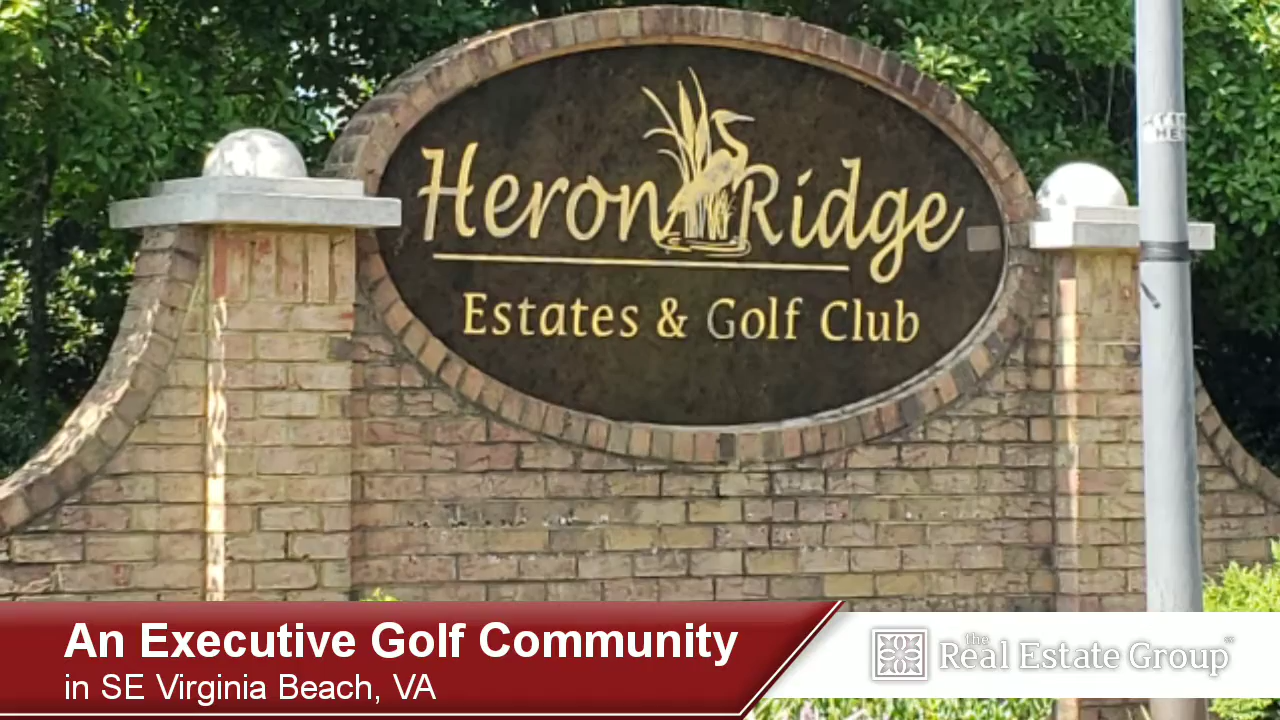 Heron Ridge
Estates & Golf Club
An Executive Golf Community
in SE Virginia Beach, VA
the
Real Estate Group